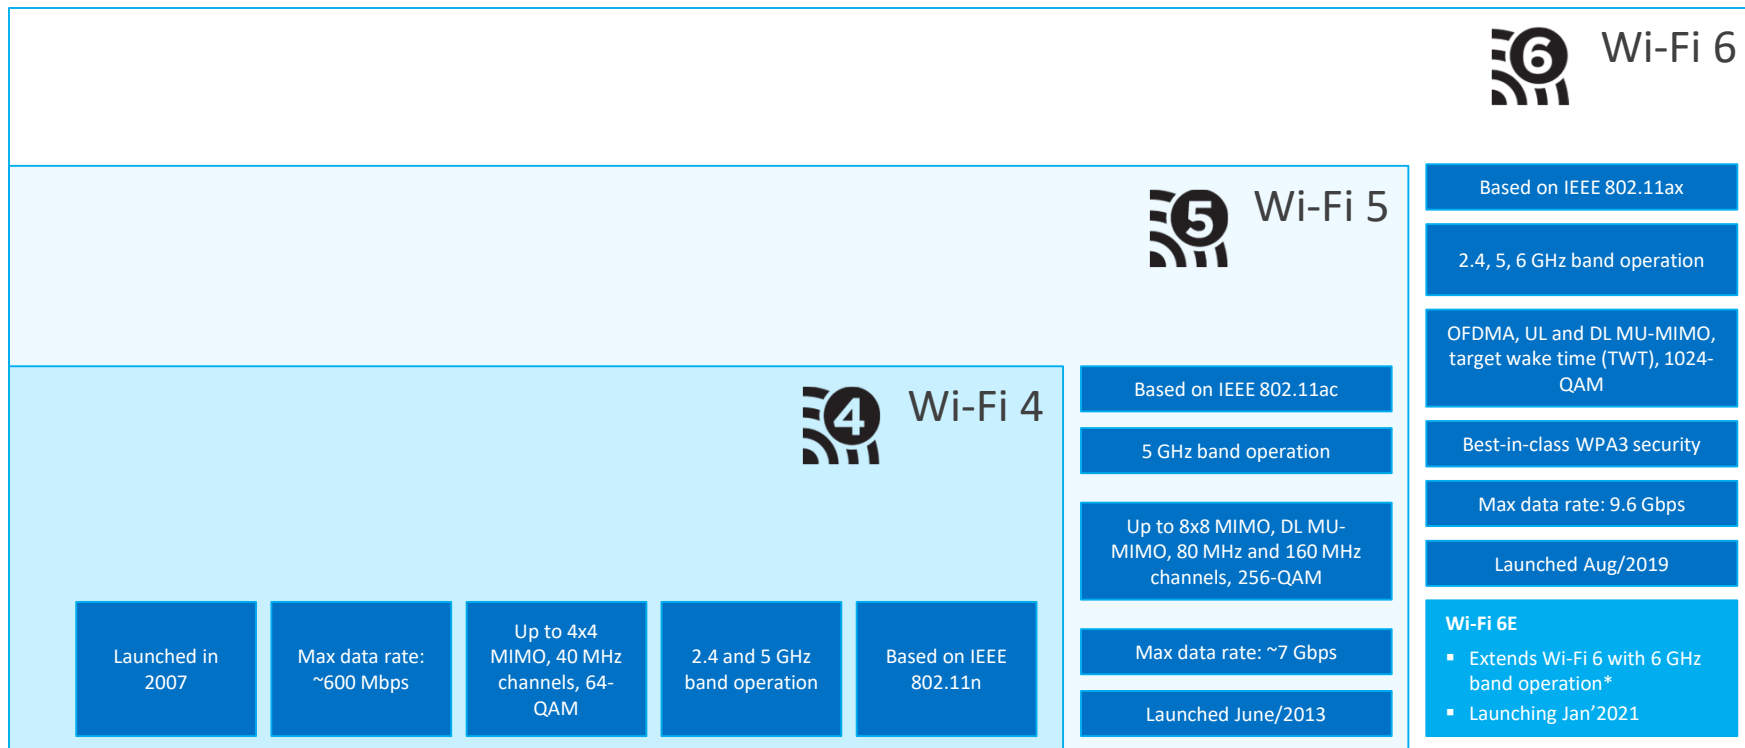 6
Wi-Fi 6
Based on IEEE 802.11ax
2.4, 5, 6 GHz band operation
OFDMA, UL and DL MU-MIMO,
target wake time (TWT), 1024-
QAM
Best-in-class WPA3 security
Max data rate: 9.6 Gbps
Launched Aug/2019
Wi-Fi 6E
▪ Extends Wi-Fi 6 with 6 GHz
band operation*
▪ Launching Jan'2021
5
Wi-Fi 5
Based on IEEE 802.11ac
5 GHz band operation
Up to 8x8 MIMO, DL MU-
MIMO, 80 MHz and 160 MHz
channels, 256-QAM
Max data rate: ~7 Gbps
Launched June/2013
4
Wi-Fi 4
Launched in
2007
Max data rate:
~600 Mbps
Up to 4x4
MIMO, 40 MHz
channels, 64-
QAM
2.4 and 5 GHz
band operation
Based on IEEE
802.11n